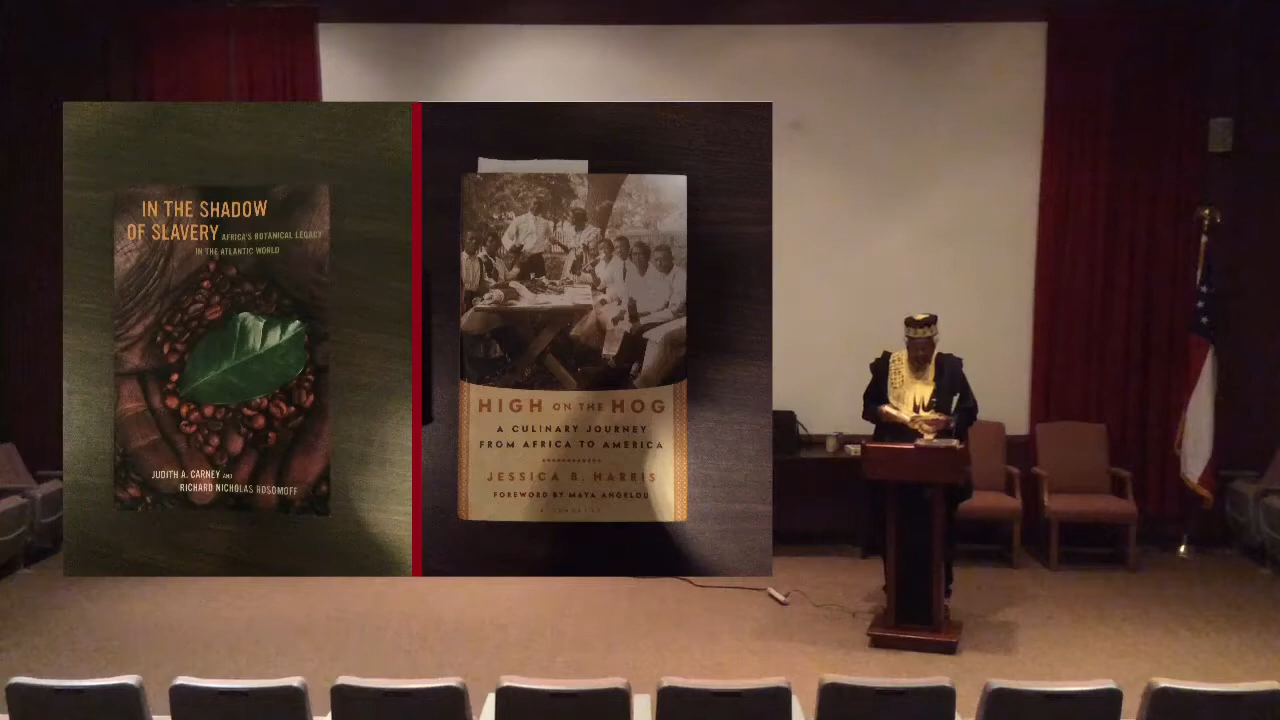 IN THE SHADOW
OF SLAVERY AFRICA'S BOTANICAL LEGACY
IN THE ATLANTIC WORLD
JUDITH A. CARNEY AND
RICHARD NICHOLAS ROSOMOFF
HIGH ON THE HOG
A CULINARY JOURNEY
FROM AFRICA TO AMERICA
JESSICA B. HARRIS
FOREWORD BY MAYA ANGELOU